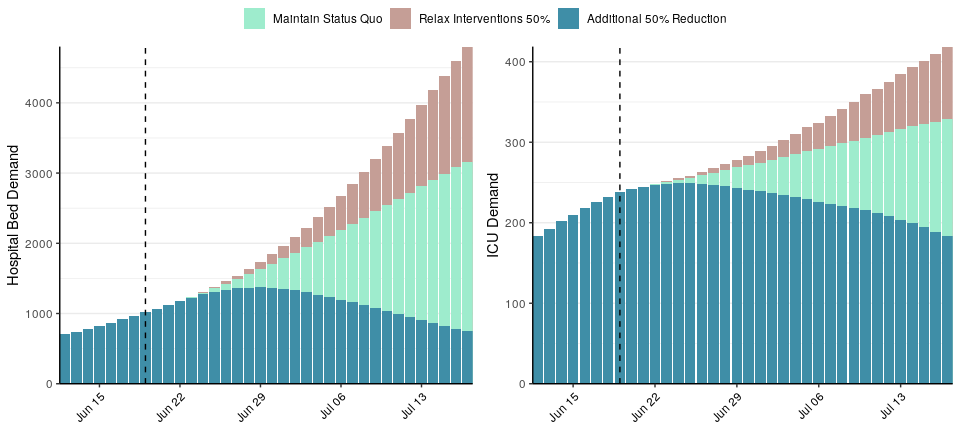 Maintain Status Quo Relax Interventions 50% Additional 50% Reduction
Hospital Bed Demand
4000
3000
2000
1000
0
Jun 15 Jun 22 Jun 29 Jul 06 Jul 13
ICU Demand
400
300
200
100
0
Jun 15 Jun 22 Jun 29 Jul 06 Jul 13